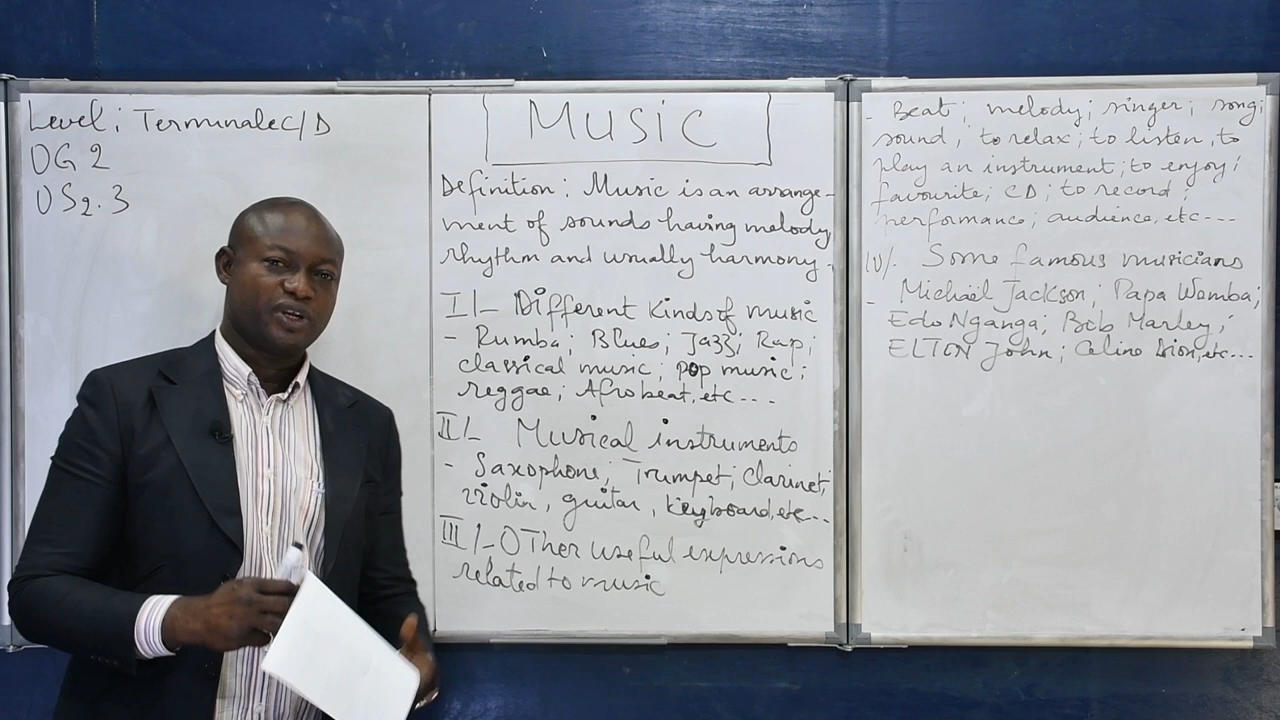 Level: Terminale C/D
OG 2
OS2.3
Music
Definition: Music is an arrange-
ment of sounds having melody,
rhythm and usually harmony.
I/- Different kinds of music
- Rumba; Blues; Jazz; Rap;
classical music; pop music;
reggae; Afrobeat, etc ....
II/- Musical instruments
- Saxophone; Trumpet; clarinet;
violin, guitar, keyboard, etc...
III/- Other useful expressions
related to music
- Beat; melody; singer; song;
sound; to relax; to listen, to
play an instrument; to enjoy;
favourite; CD; to record;
performance; audience, etc ....
IV/. Some famous musicians
- Michaël Jackson; Papa Wemba;
Edo Nganga; Bob Marley;
ELTON John; Celine Dion, etc...